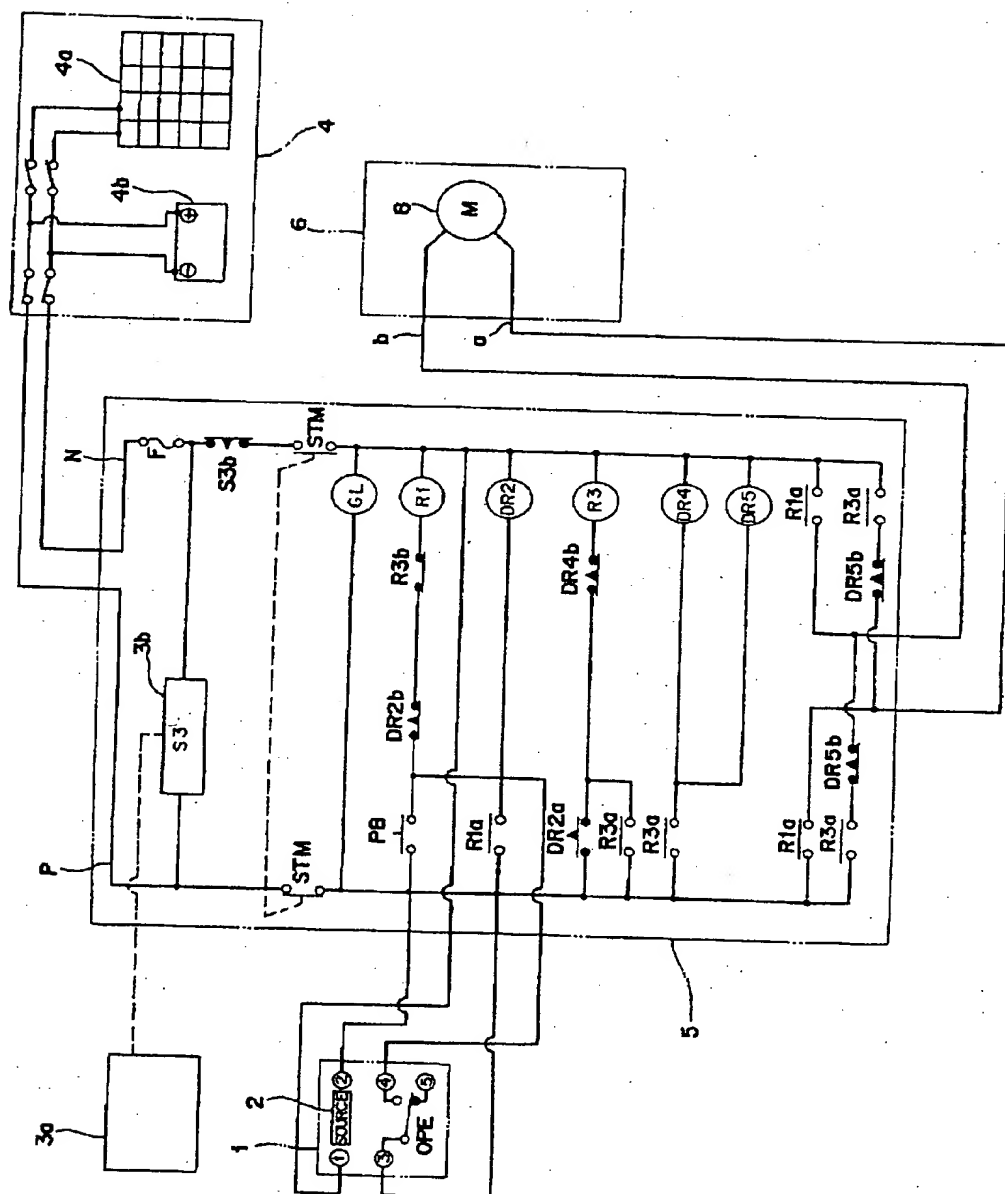 4a
4b
4
6
8
M
b
a
N
F
S3b
STM
3b
S3
P
STM
GL
R1
R3b
DR2b
PB
DR2
R1a
R3
DR4b
DR2a
R3a
DR4
DR5
R3a
R1a
R3a
DR5b
R1a
R3a
DR5b
5
3a
1
2
SOURCE
1
2
3
4
5
OPE